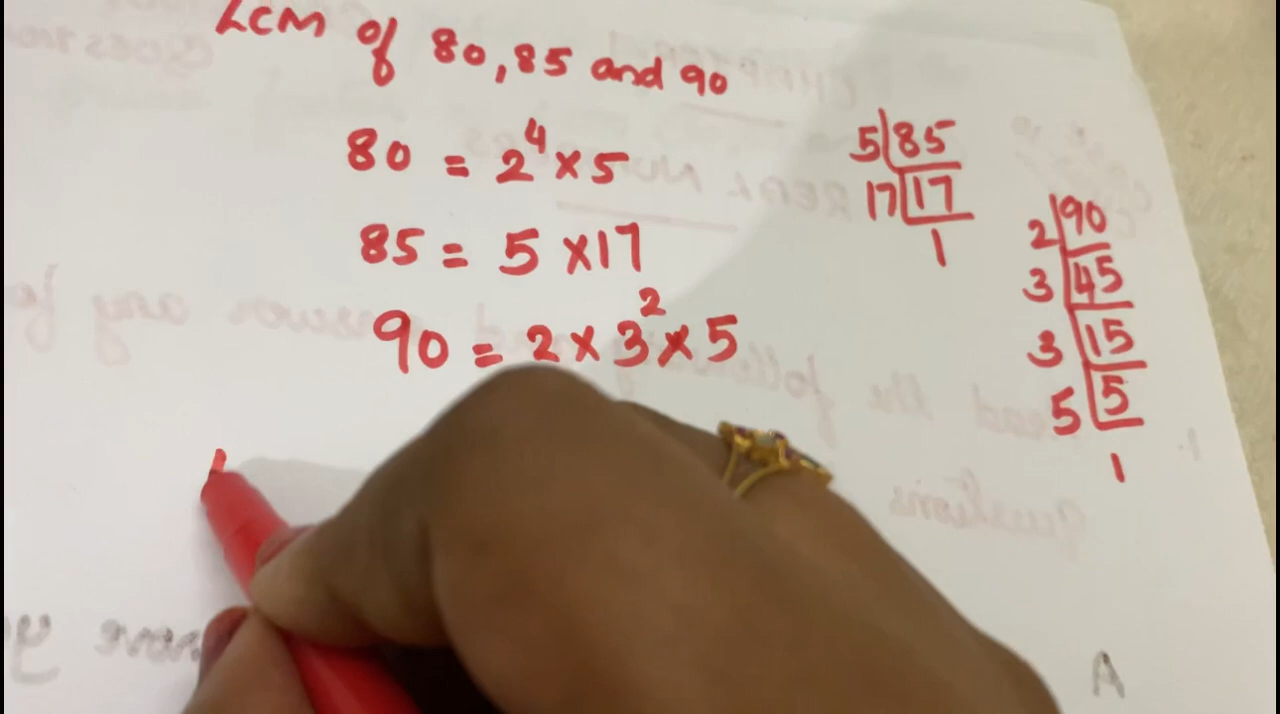 LCM of 80, 85 and 90
80 = 2⁴ × 5
85 = 5 × 17
90 = 2 × 3² × 5
5|85
17|17
1
2|90
3|45
3|15
5|5
1
A